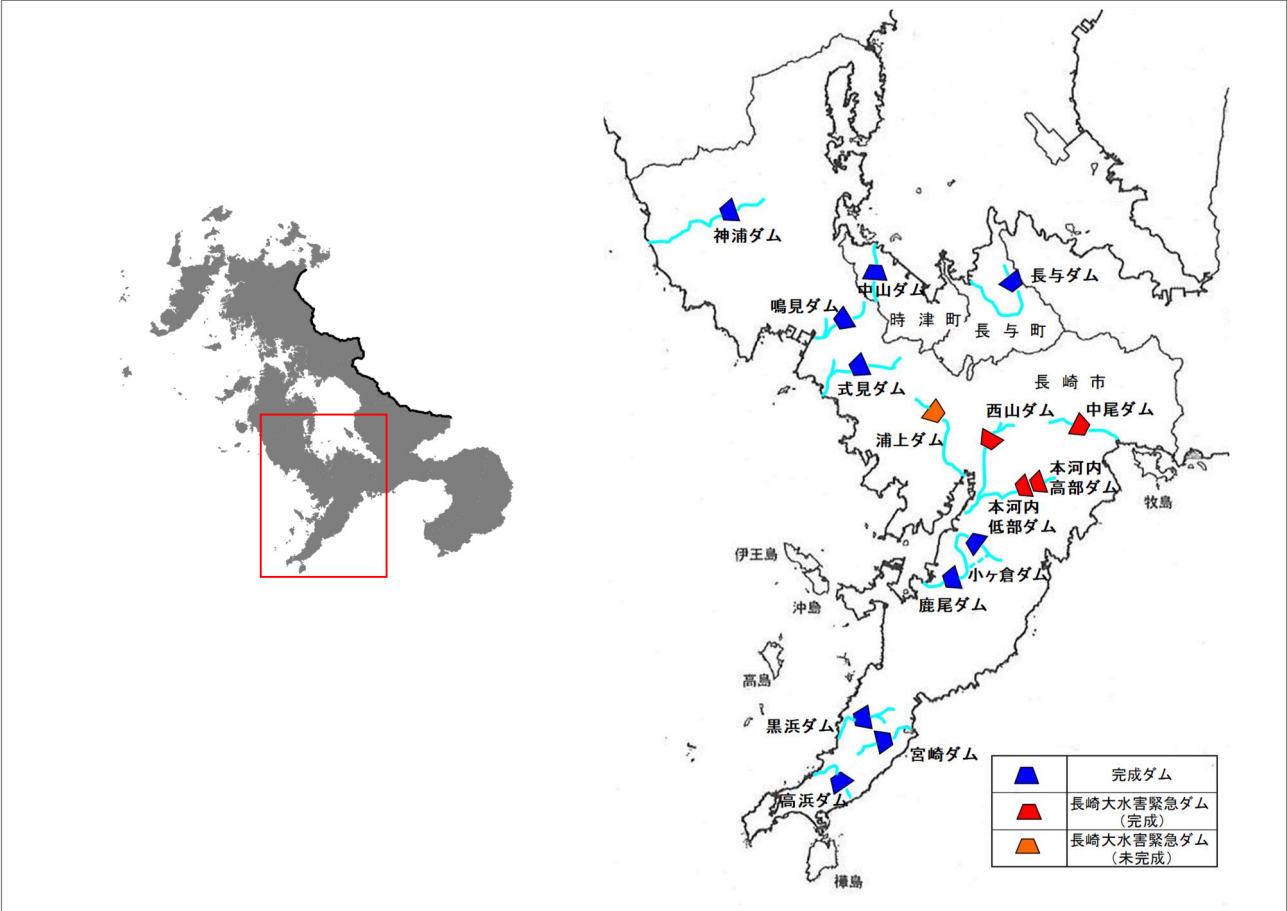 神浦ダム
中山ダム
長与ダム
鳴見ダム
時津町
長与町
式見ダム
長崎市
西山ダム
中尾ダム
浦上ダム
本河内
高部ダム
牧島
本河内
低部ダム
伊王島
小ヶ倉ダム
沖島
鹿尾ダム
高島
黒浜ダム
宮崎ダム
高浜ダム
樺島
完成ダム
長崎大水害緊急ダム
（完成）
長崎大水害緊急ダム
（未完成）